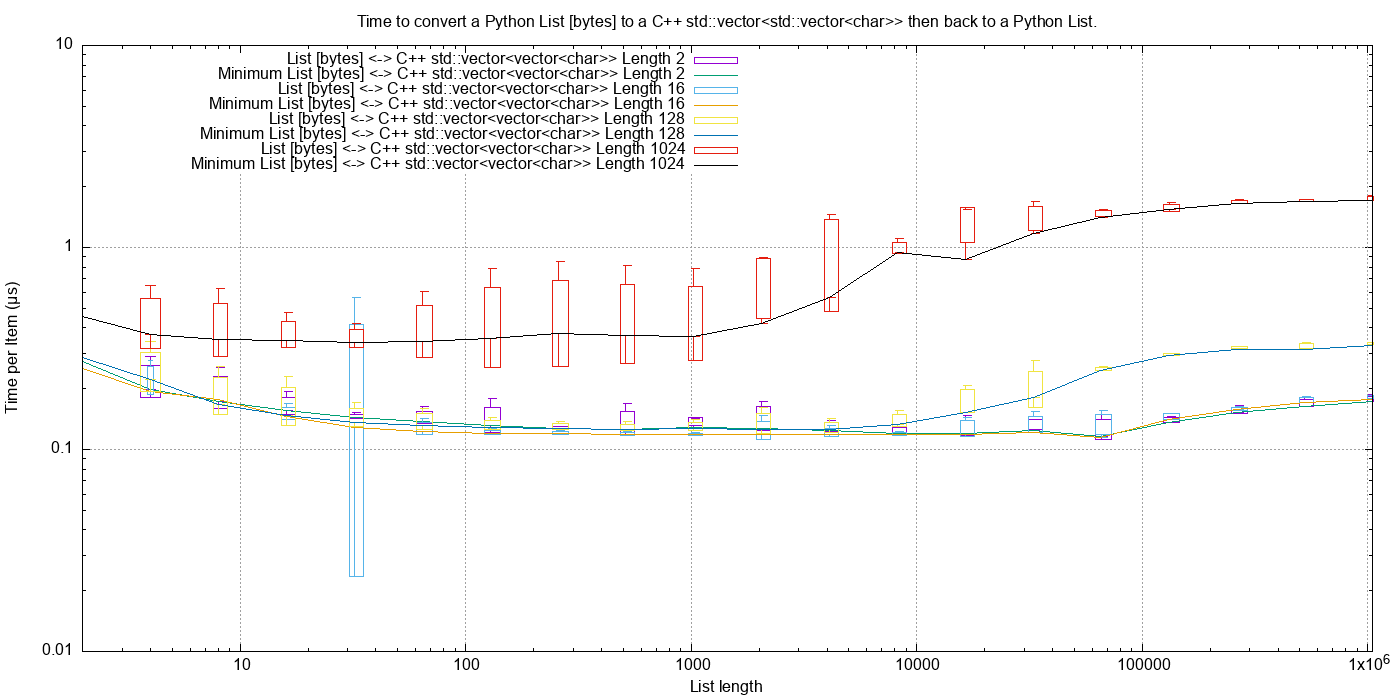 Time to convert a Python List [bytes] to a C++ std::vector<std::vector<char>> then back to a Python List.
10
List [bytes] <-> C++ std::vector<vector<char>> Length 2
Minimum List [bytes] <-> C++ std::vector<vector<char>> Length 2
List [bytes] <-> C++ std::vector<vector<char>> Length 16
Minimum List [bytes] <-> C++ std::vector<vector<char>> Length 16
List [bytes] <-> C++ std::vector<vector<char>> Length 128
Minimum List [bytes] <-> C++ std::vector<vector<char>> Length 128
List [bytes] <-> C++ std::vector<vector<char>> Length 1024
Minimum List [bytes] <-> C++ std::vector<vector<char>> Length 1024
1
Time per Item (µs)
0.1
0.01
10 100 1000 10000 100000 1x10⁶
List length